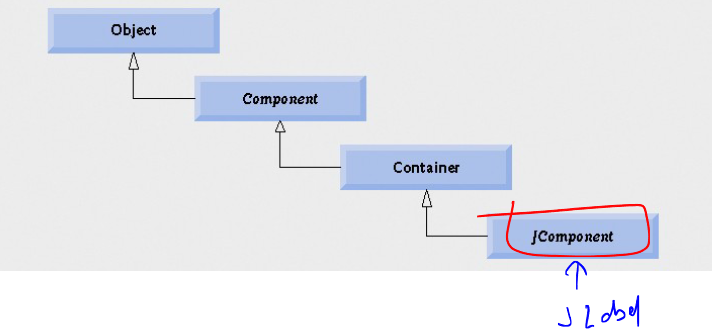 Object
Component
Container
JComponent
JLabel